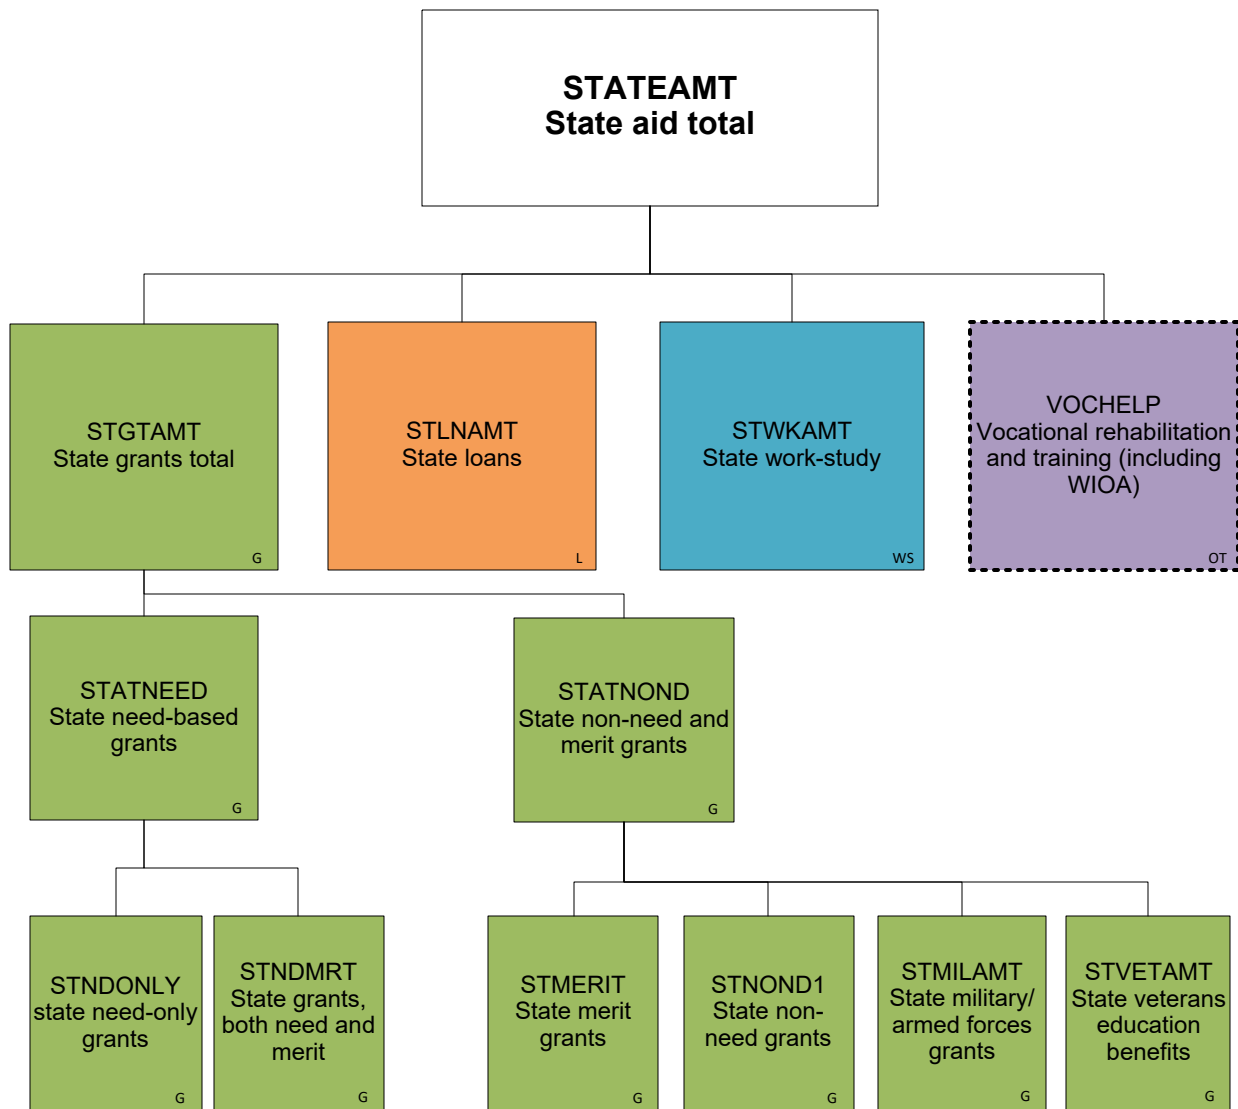 STATEAMT
State aid total
STGTAMT
State grants total
G
STLNAMT
State loans
L
STWKAMT
State work-study
WS
VOCHELP
Vocational rehabilitation
and training (including
WIOA)
OT
STATNEED
State need-based
grants
G
STATNOND
State non-need and
merit grants
G
STNDONLY
state need-only
grants
G
STNDMRT
State grants,
both need and
merit
G
STMERIT
State merit
grants
G
STNOND1
State non-
need grants
G
STMILAMT
State military/
armed forces
grants
G
STVETAMT
State veterans
education
benefits
G